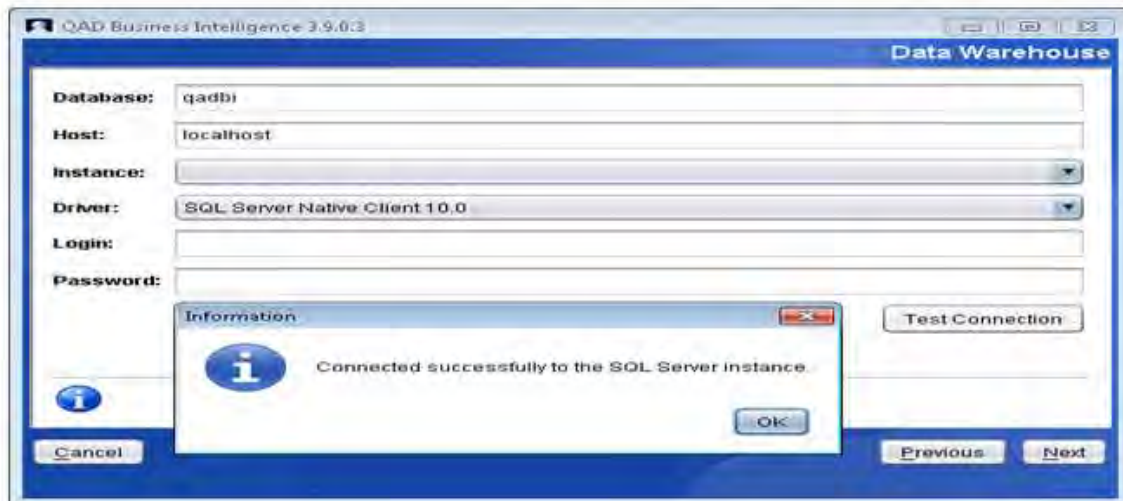 QAD Business Intelligence 3.9.0.3
Data Warehouse
Database: qadbi
Host: localhost
Instance:
Driver: SQL Server Native Client 10.0
Login:
Password:
Test Connection
Information
Connected successfully to the SQL Server instance.
OK
Cancel
Previous
Next